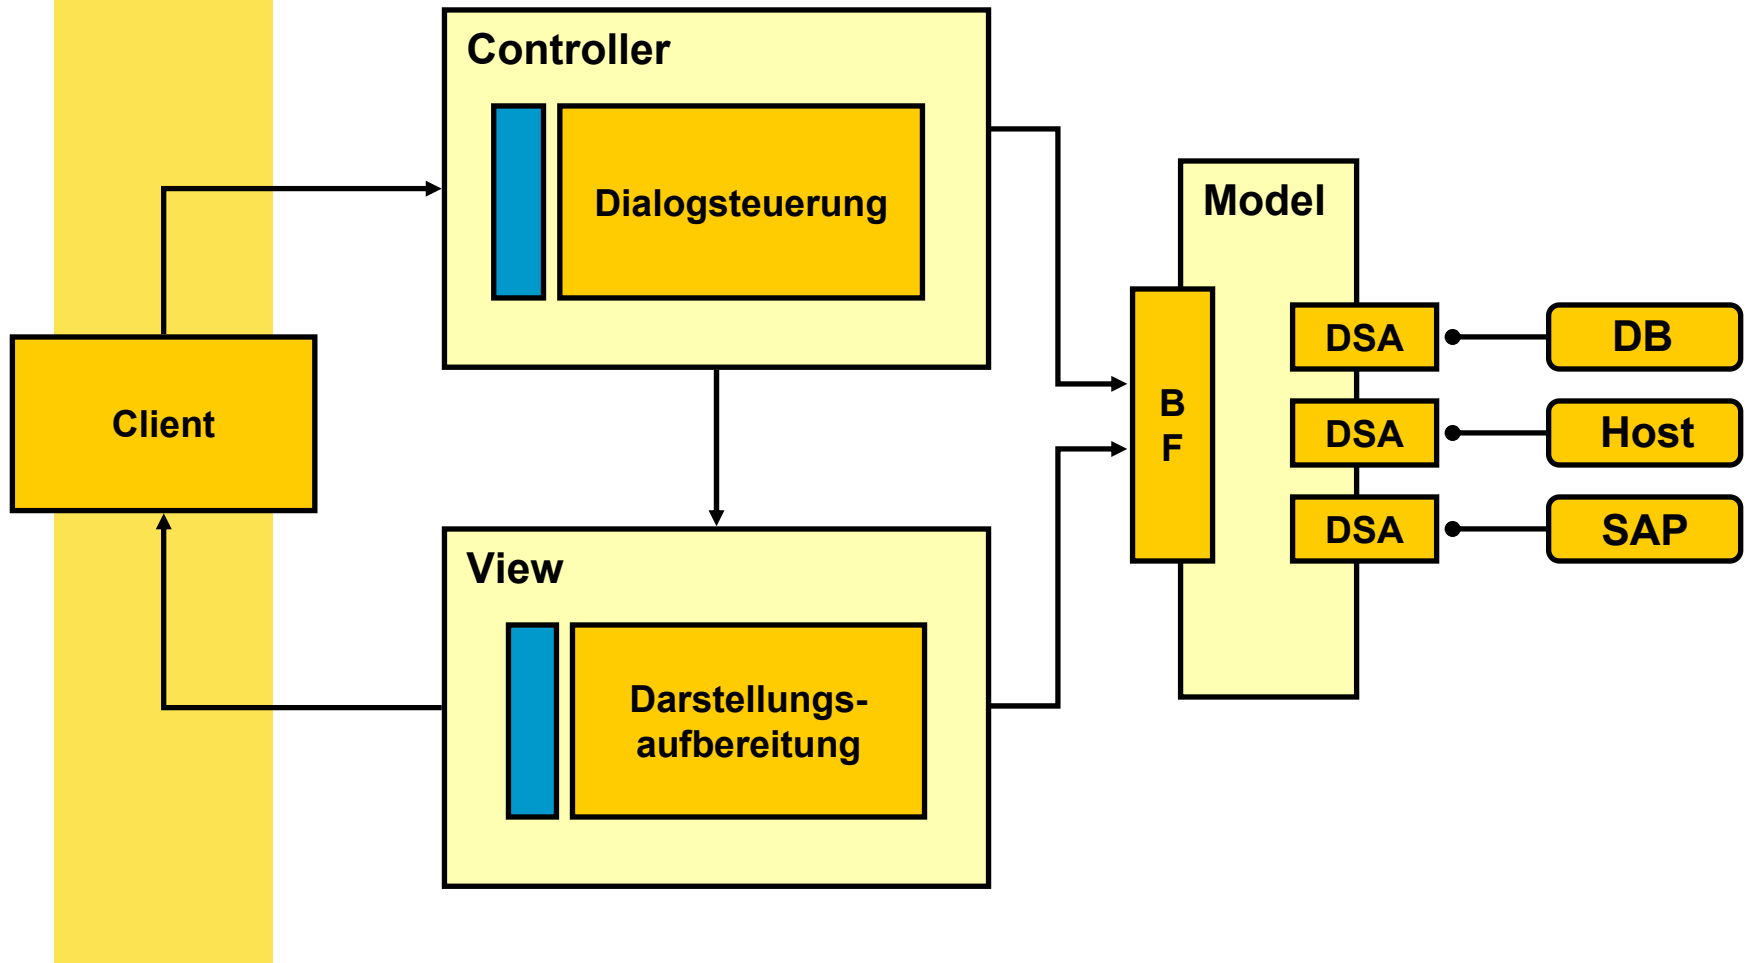 Controller
Dialogsteuerung
Model
Client
B
F
DSA
DB
DSA
Host
DSA
SAP
View
Darstellungs-
aufbereitung